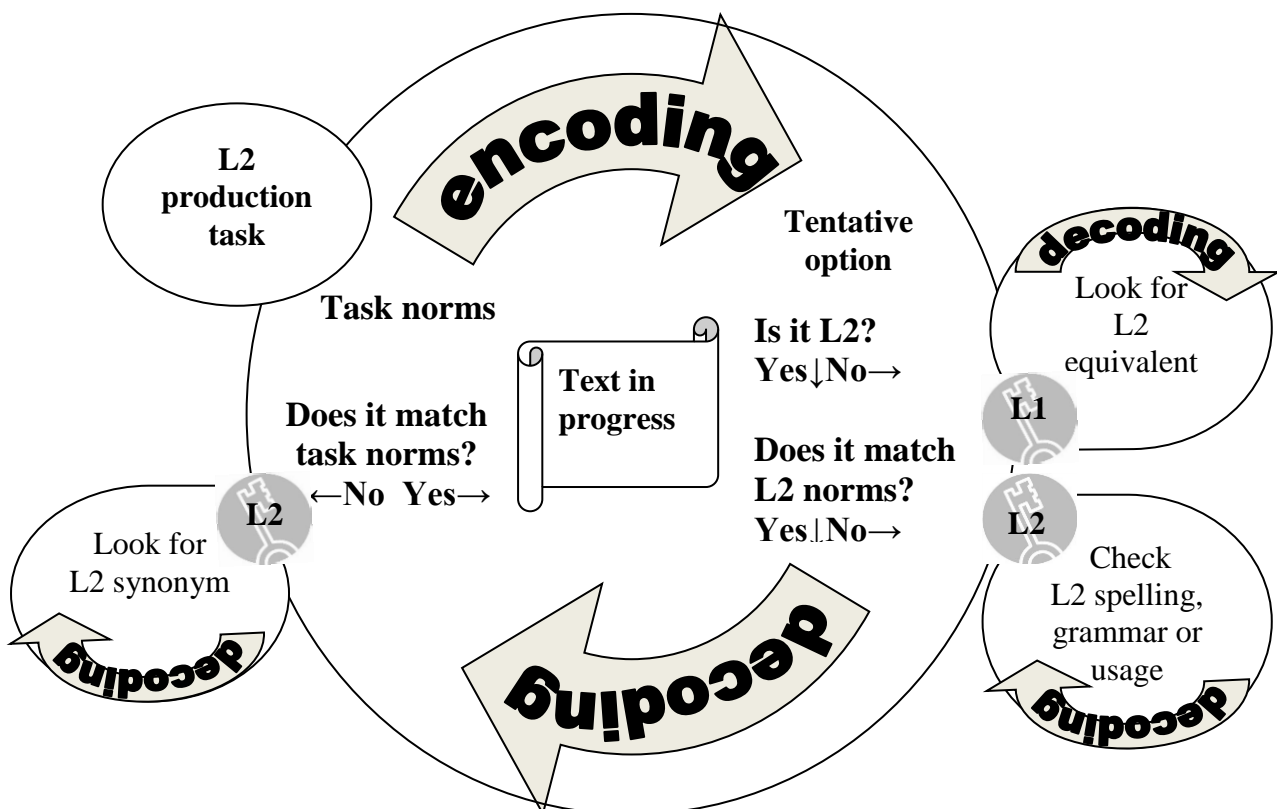 encoding
L2
production
task
Tentative
option
decoding
Look for
L2
equivalent
Task norms
Is it L2?
Yes↓No→
Text in
progress
L1
Does it match
task norms?
←No Yes→
Does it match
L2 norms?
Yes↓No→
L2
L2
Look for
L2 synonym
decoding
Check
L2 spelling,
grammar or
usage
decoding
decoding